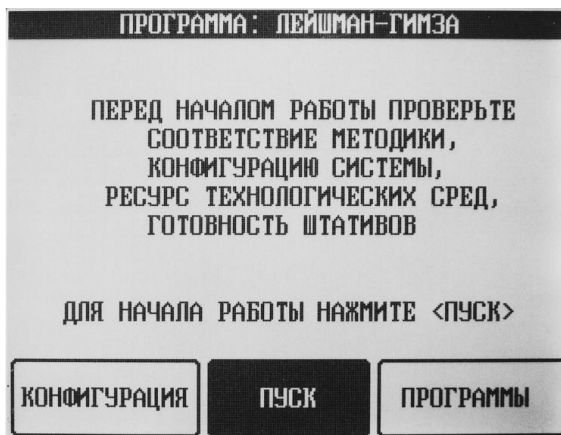 ПРОГРАММА: ЛЕЙШМАН-ГИМЗА
ПЕРЕД НАЧАЛОМ РАБОТЫ ПРОВЕРЬТЕ
СООТВЕТСТВИЕ МЕТОДИКИ,
КОНФИГУРАЦИЮ СИСТЕМЫ,
РЕСУРС ТЕХНОЛОГИЧЕСКИХ СРЕД,
ГОТОВНОСТЬ ШТАТИВОВ
ДЛЯ НАЧАЛА РАБОТЫ НАЖМИТЕ <ПУСК>
КОНФИГУРАЦИЯ ПУСК ПРОГРАММЫ